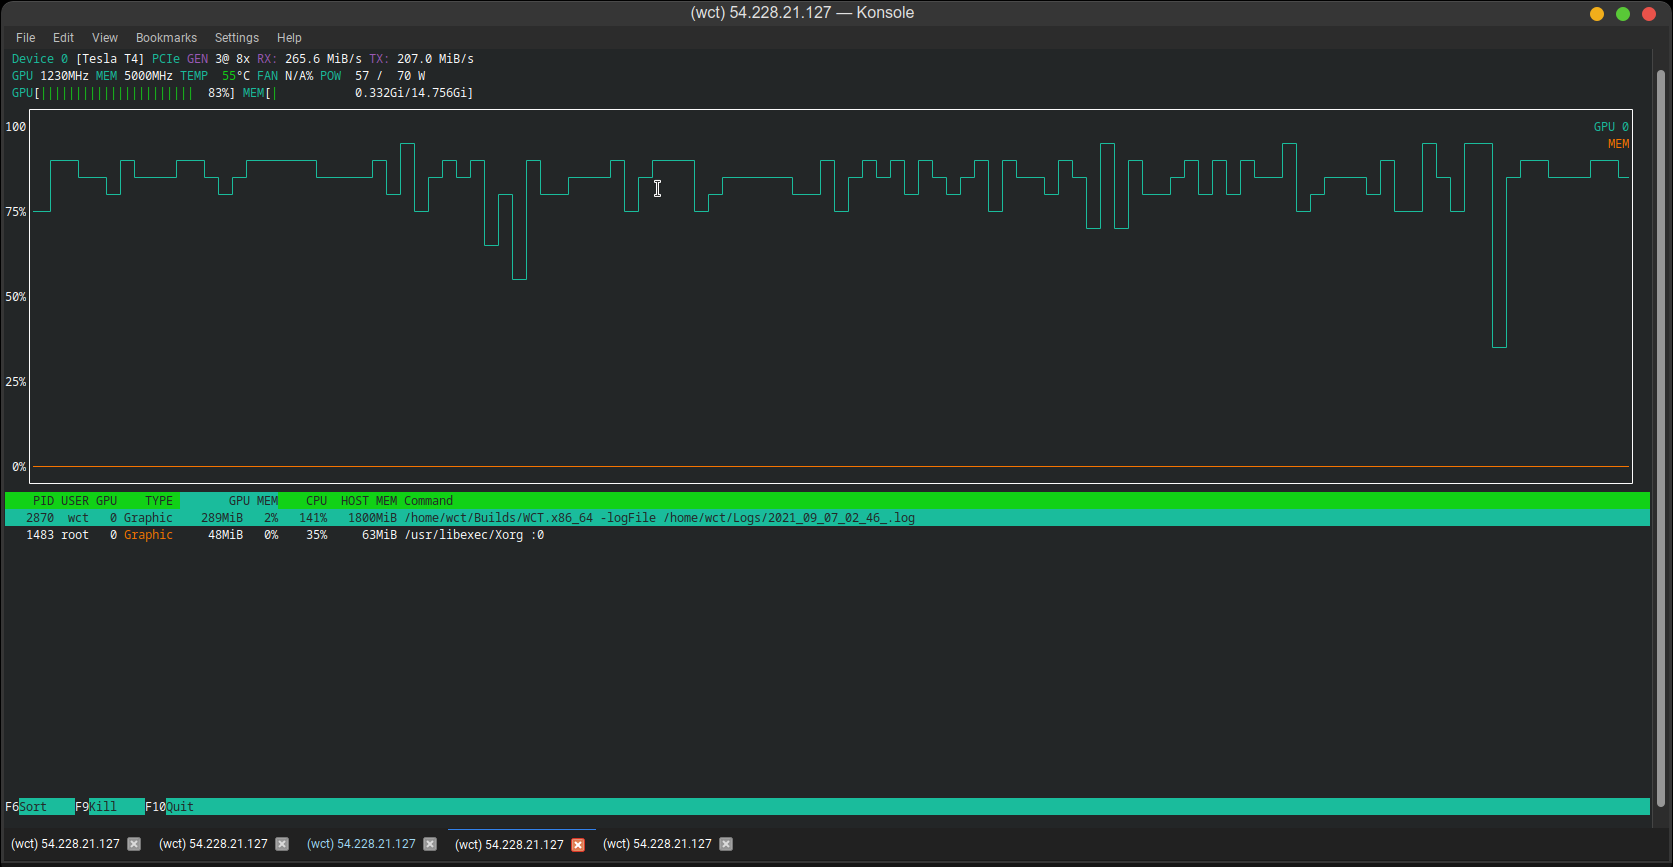 (wct) 54.228.21.127 — Konsole
File Edit View Bookmarks Settings Help
Device 0 [Tesla T4] PCIe GEN 3@ 8x RX: 265.6 MiB/s TX: 207.0 MiB/s
GPU 1230MHz MEM 5000MHz TEMP 55°C FAN N/A% POW 57 / 70 W
GPU[||||||||||||||||||||||83%] MEM[| 0.332Gi/14.756Gi]
100
GPU 0
MEM
75%
50%
25%
0%
PID USER GPU TYPE GPU MEM CPU HOST MEM Command
2870 wct 0 Graphic 289MiB 2% 141% 1800MiB /home/wct/Builds/WCT.x86_64 -logFile /home/wct/Logs/2021_09_07_02_46_.log
1483 root 0 Graphic 48MiB 0% 35% 63MiB /usr/libexec/Xorg :0
F6Sort F9Kill F10Quit
(wct) 54.228.21.127 (wct) 54.228.21.127 (wct) 54.228.21.127 (wct) 54.228.21.127 (wct) 54.228.21.127